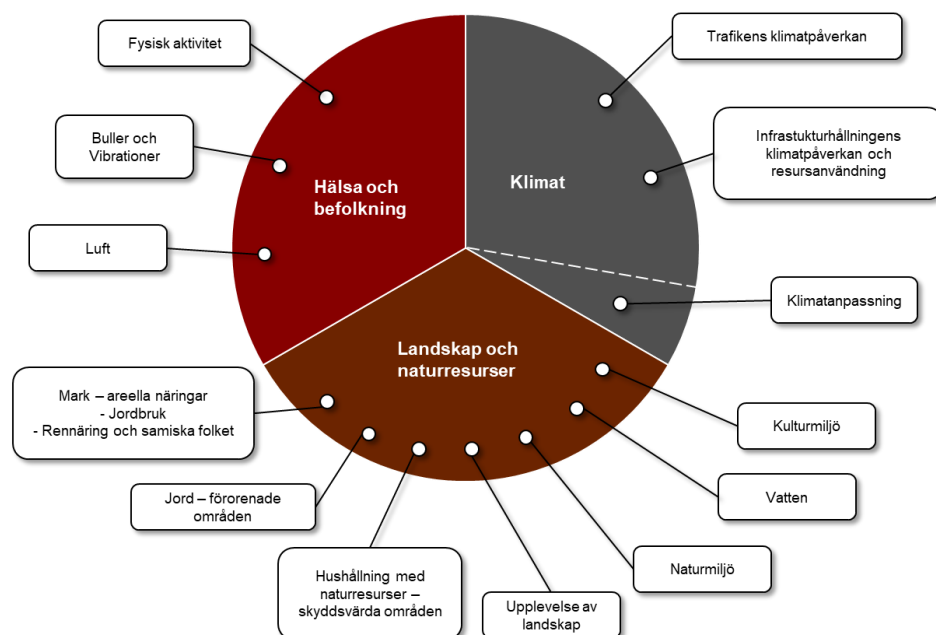 Fysisk aktivitet
Trafikens klimatpåverkan
Buller och
Vibrationer
Infrastukturhållningens
klimatpåverkan och
resursanvändning
Hälsa och
befolkning
Klimat
Luft
Klimatanpassning
Landskap och
naturresurser
Mark – areella näringar
- Jordbruk
- Rennäring och samiska folket
Kulturmiljö
Jord – förorenade
områden
Vatten
Hushållning med
naturresurser –
skyddsvärda områden
Naturmiljö
Upplevelse av
landskap